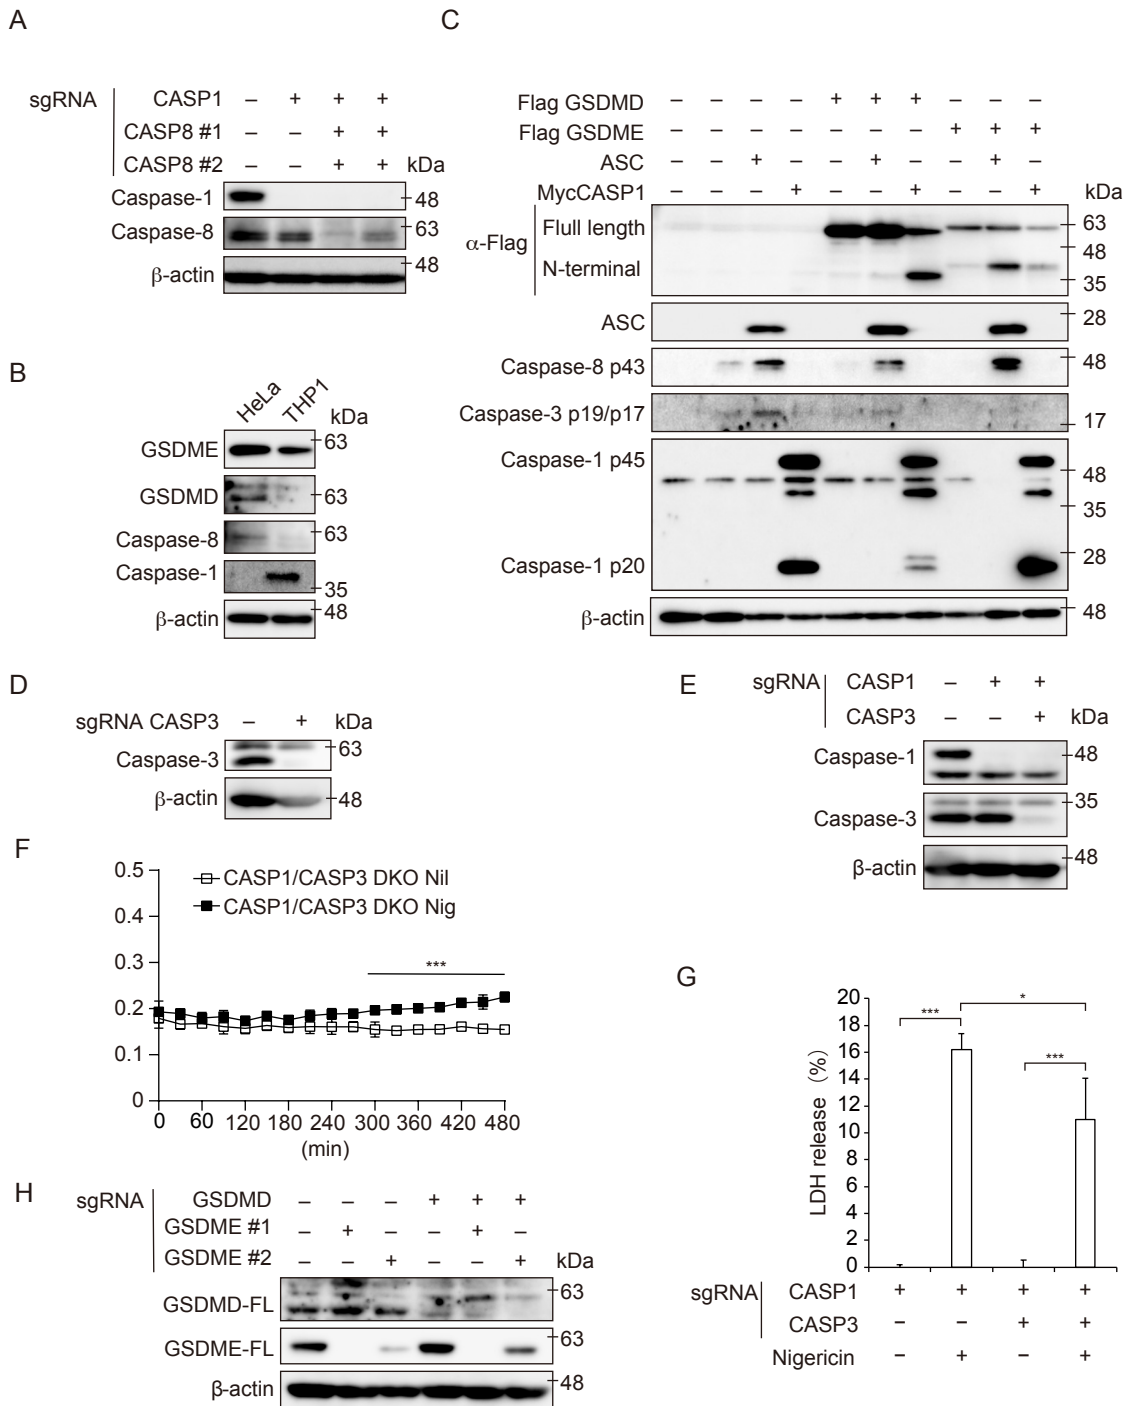 A
sgRNA
CASP1 – + + +
CASP8 #1 – – + +
CASP8 #2 – – + + kDa
Caspase-1 48
Caspase-8 63
β-actin 48
B
HeLa THP1 kDa
GSDME 63
GSDMD 63
Caspase-8 63
Caspase-1 35
β-actin 48
C
Flag GSDMD – – – – + + + – – –
Flag GSDME – – – – – – – + + +
ASC – – + – – + – – + –
MycCASP1 – – – + – – + – – + kDa
α-Flag
Flull length 63
48
N-terminal 35
ASC 28
Caspase-8 p43 48
Caspase-3 p19/p17 17
Caspase-1 p45 48
35
Caspase-1 p20 28
β-actin 48
D
sgRNA CASP3 – + kDa
Caspase-3 63
β-actin 48
E
sgRNA
CASP1 – + +
CASP3 – – + kDa
Caspase-1 48
Caspase-3 35
β-actin 48
F
0.5
0.4
0.3
0.2
0.1
0
CASP1/CASP3 DKO Nil
CASP1/CASP3 DKO Nig
***
0 60 120 180 240 300 360 420 480
(min)
G
LDH release (%)
20
18
16
14
12
10
8
6
4
2
0
*** * ***
sgRNA
CASP1 + + + +
CASP3 – – + +
Nigericin – + – +
H
sgRNA
GSDMD – – – + + +
GSDME #1 – + – – + –
GSDME #2 – – + – – + kDa
GSDMD-FL 63
GSDME-FL 63
β-actin 48